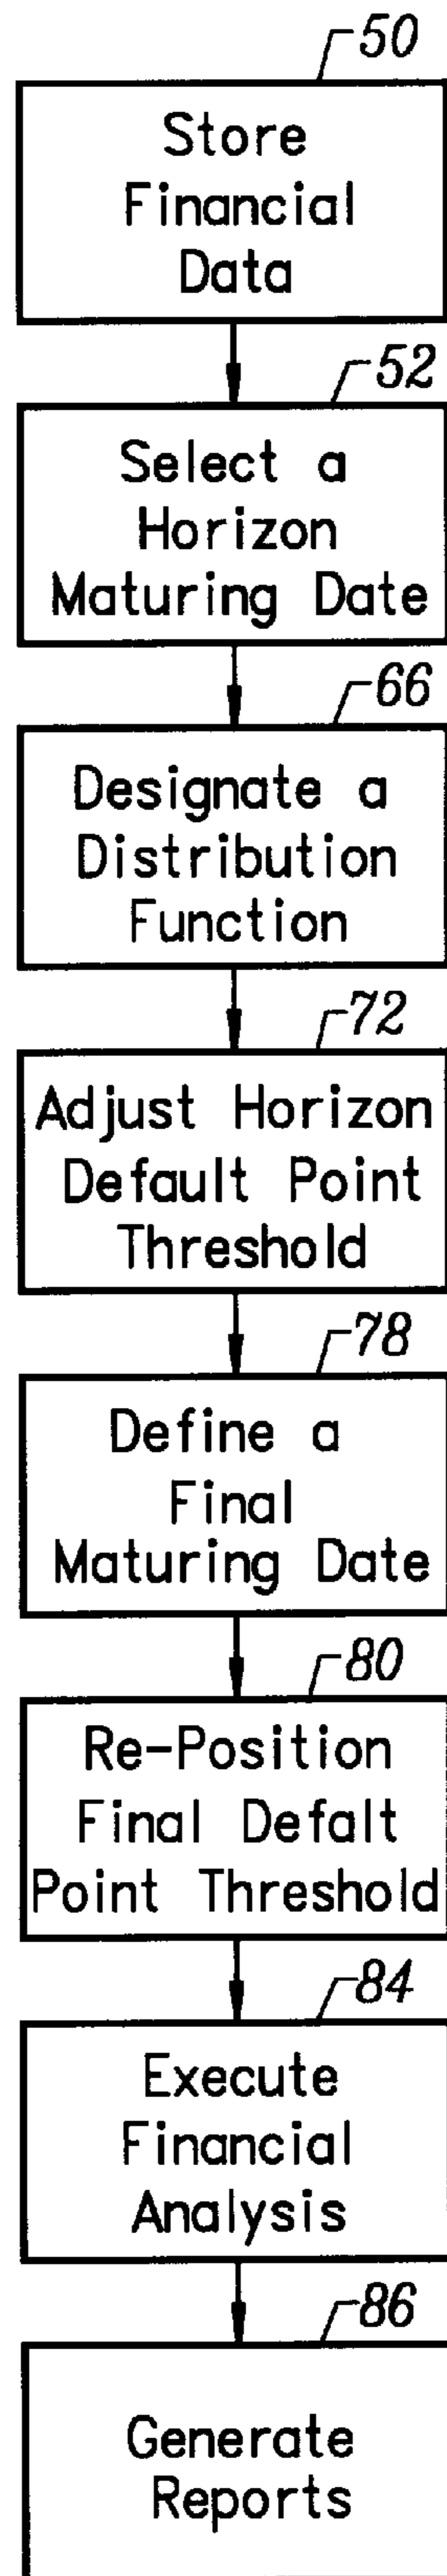 50
Store
Financial
Data
52
Select a
Horizon
Maturing Date
66
Designate a
Distribution
Function
72
Adjust Horizon
Default Point
Threshold
78
Define a
Final
Maturing Date
80
Re-Position
Final Defalt
Point Threshold
84
Execute
Financial
Analysis
86
Generate
Reports